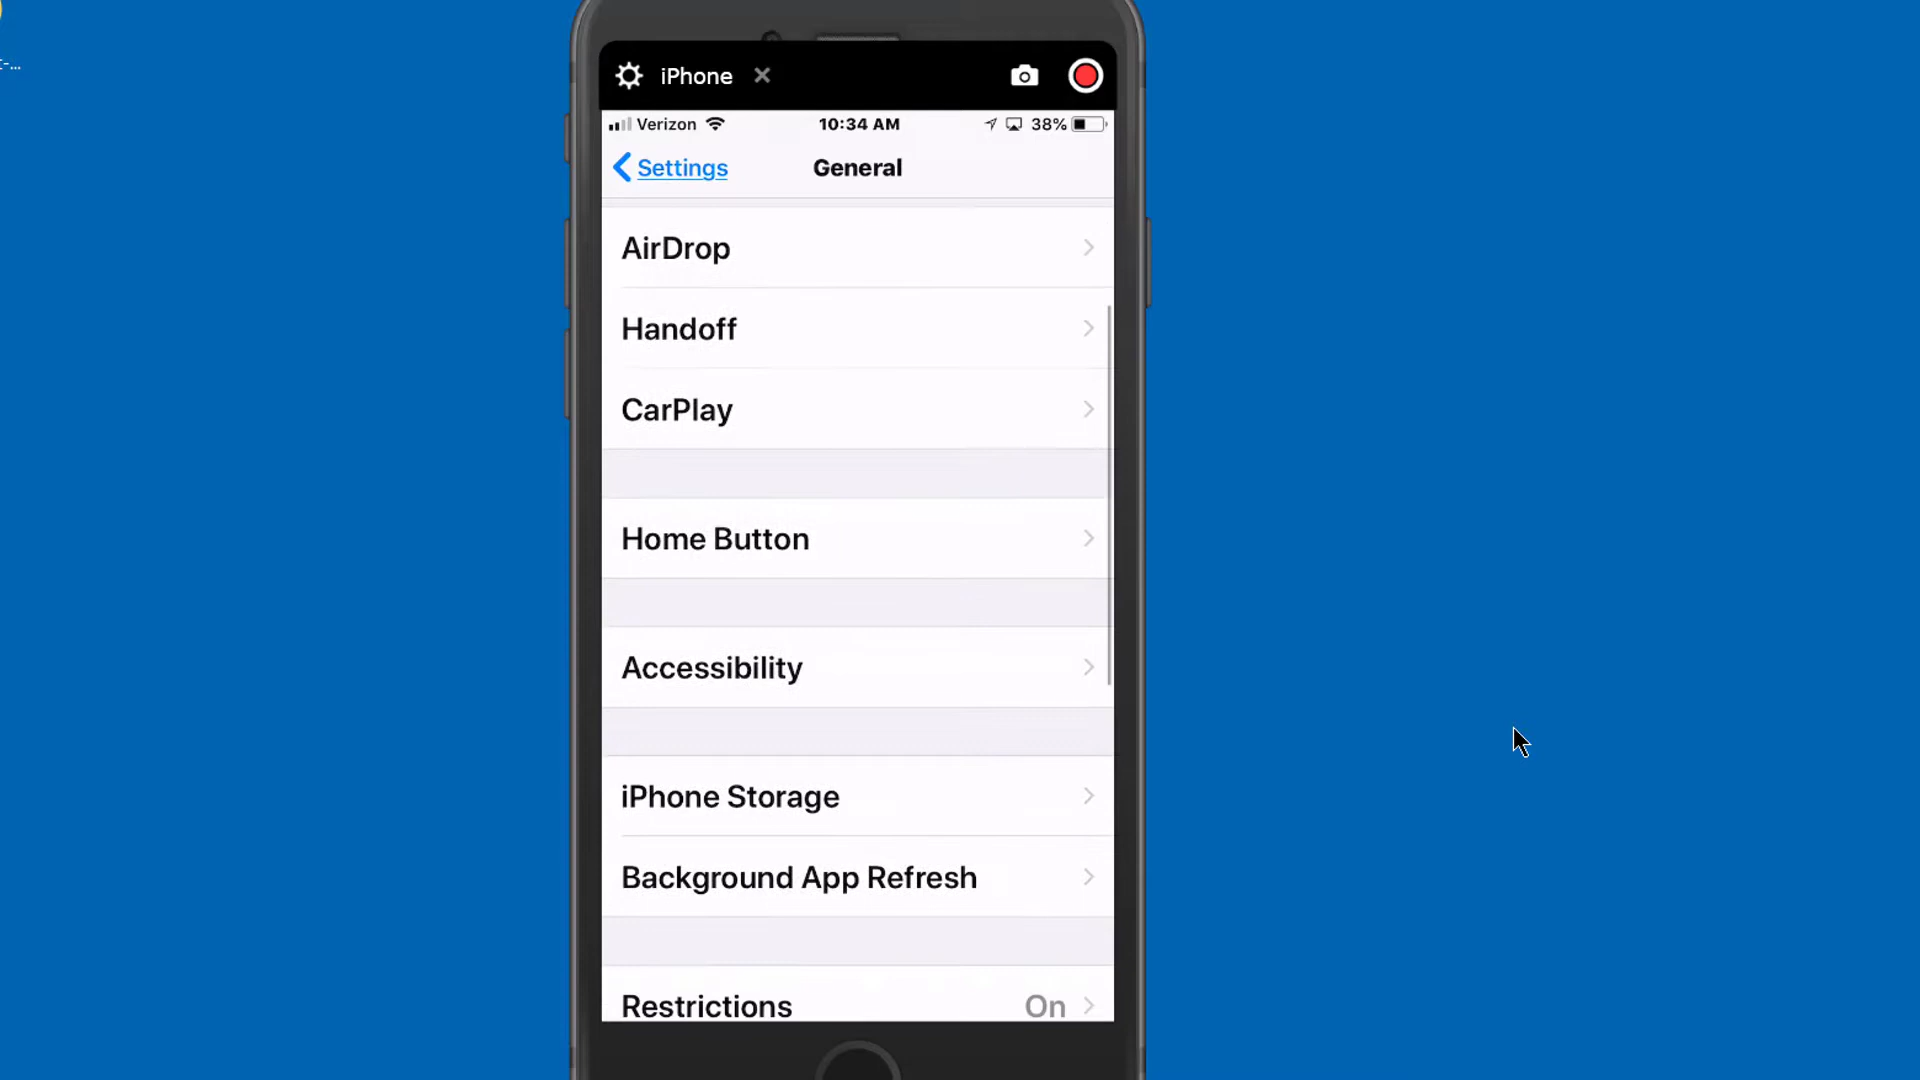 iPhone
Verizon 10:34 AM 38%
Settings General
AirDrop
Handoff
CarPlay
Home Button
Accessibility
iPhone Storage
Background App Refresh
Restrictions On